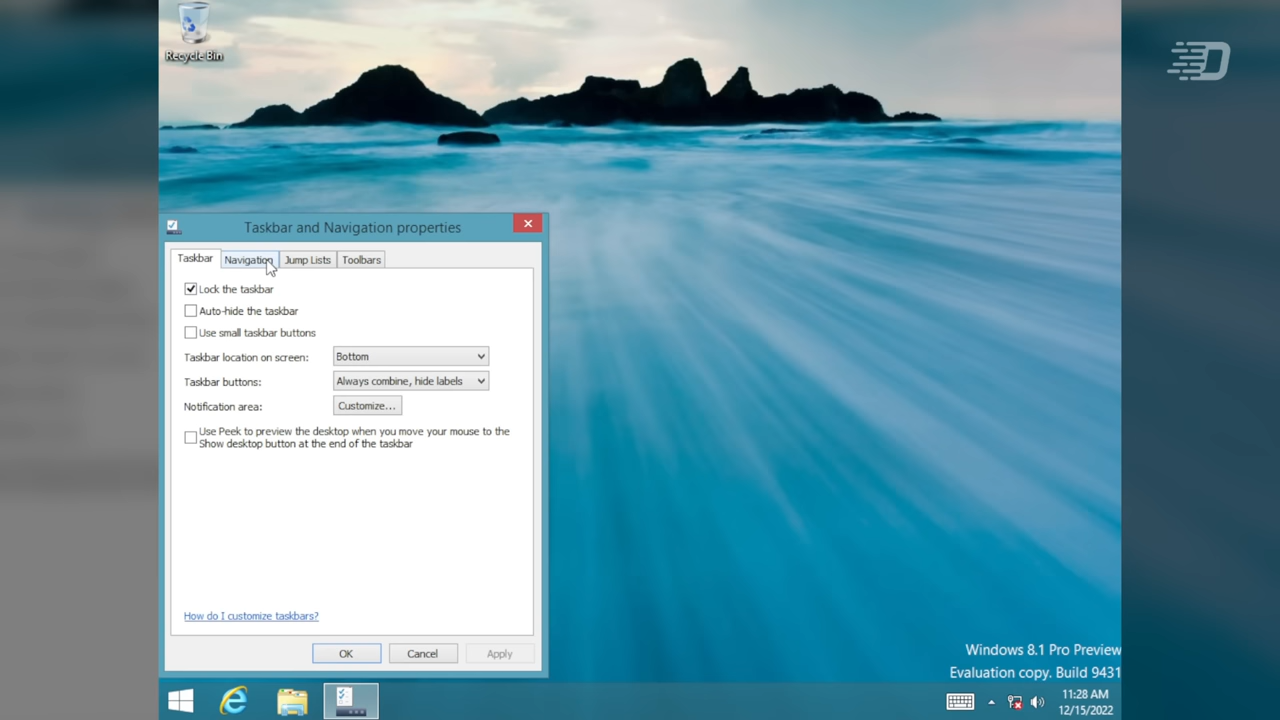 Recycle Bin
Taskbar and Navigation properties
Taskbar
Navigation
Jump Lists
Toolbars
Lock the taskbar
Auto-hide the taskbar
Use small taskbar buttons
Taskbar location on screen:
Bottom
Taskbar buttons:
Always combine, hide labels
Notification area:
Customize...
Use Peek to preview the desktop when you move your mouse to the
Show desktop button at the end of the taskbar
How do I customize taskbars?
OK
Cancel
Apply
Windows 8.1 Pro Preview
Evaluation copy. Build 9431
11:28 AM
12/15/2022